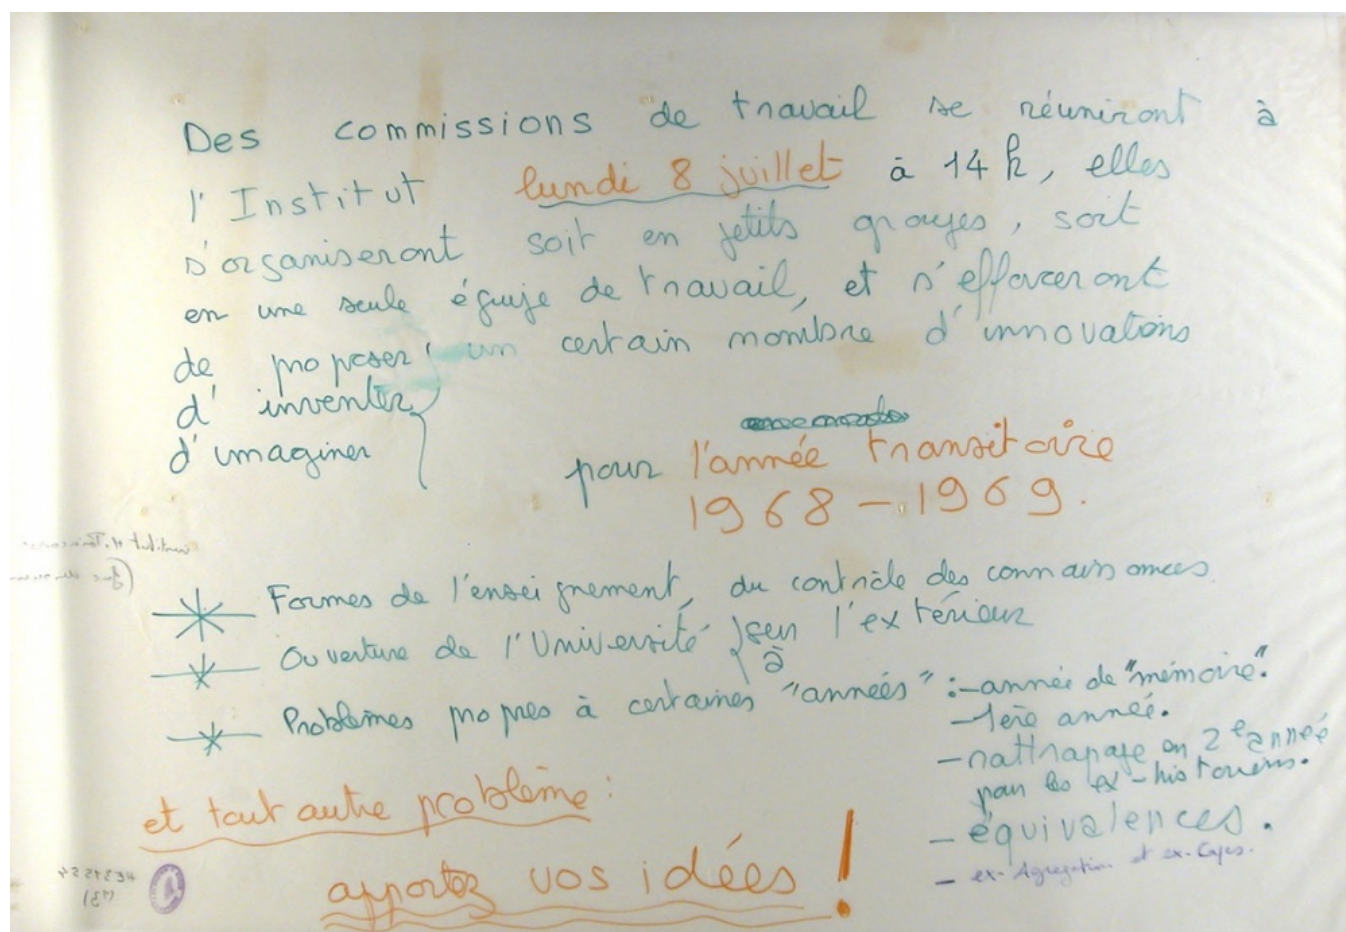 Des commissions de travail se réuniront à
l'Institut lundi 8 juillet à 14 h, elles
s'organiseront soit en petits groupes, soit
en une seule équipe de travail, et s'efforceront
de proposer un certain nombre d'innovations
d'inventer
d'imaginer
pour l'année transitoire
1968-1969.
Formes de l'enseignement, du contrôle des connaissances
Ouverture de l'Université sur l'extérieur
à
Problèmes propres à certaines "années" : - année de "mémoire".
- 1ère année.
- rattrapage en 2e année
pour les ex-historiens.
- équivalences.
- ex-Agrégation et ex-Capes.
et tout autre problème :
apportez vos idées !